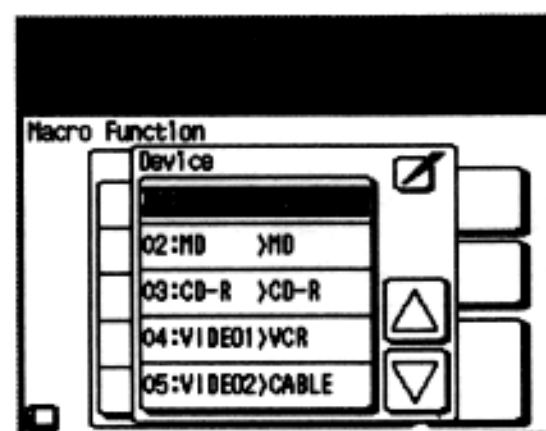 Macro Function
Device
02:MD >MD
03:CD-R >CD-R
04:VIDEO1>VCR
05:VIDEO2>CABLE